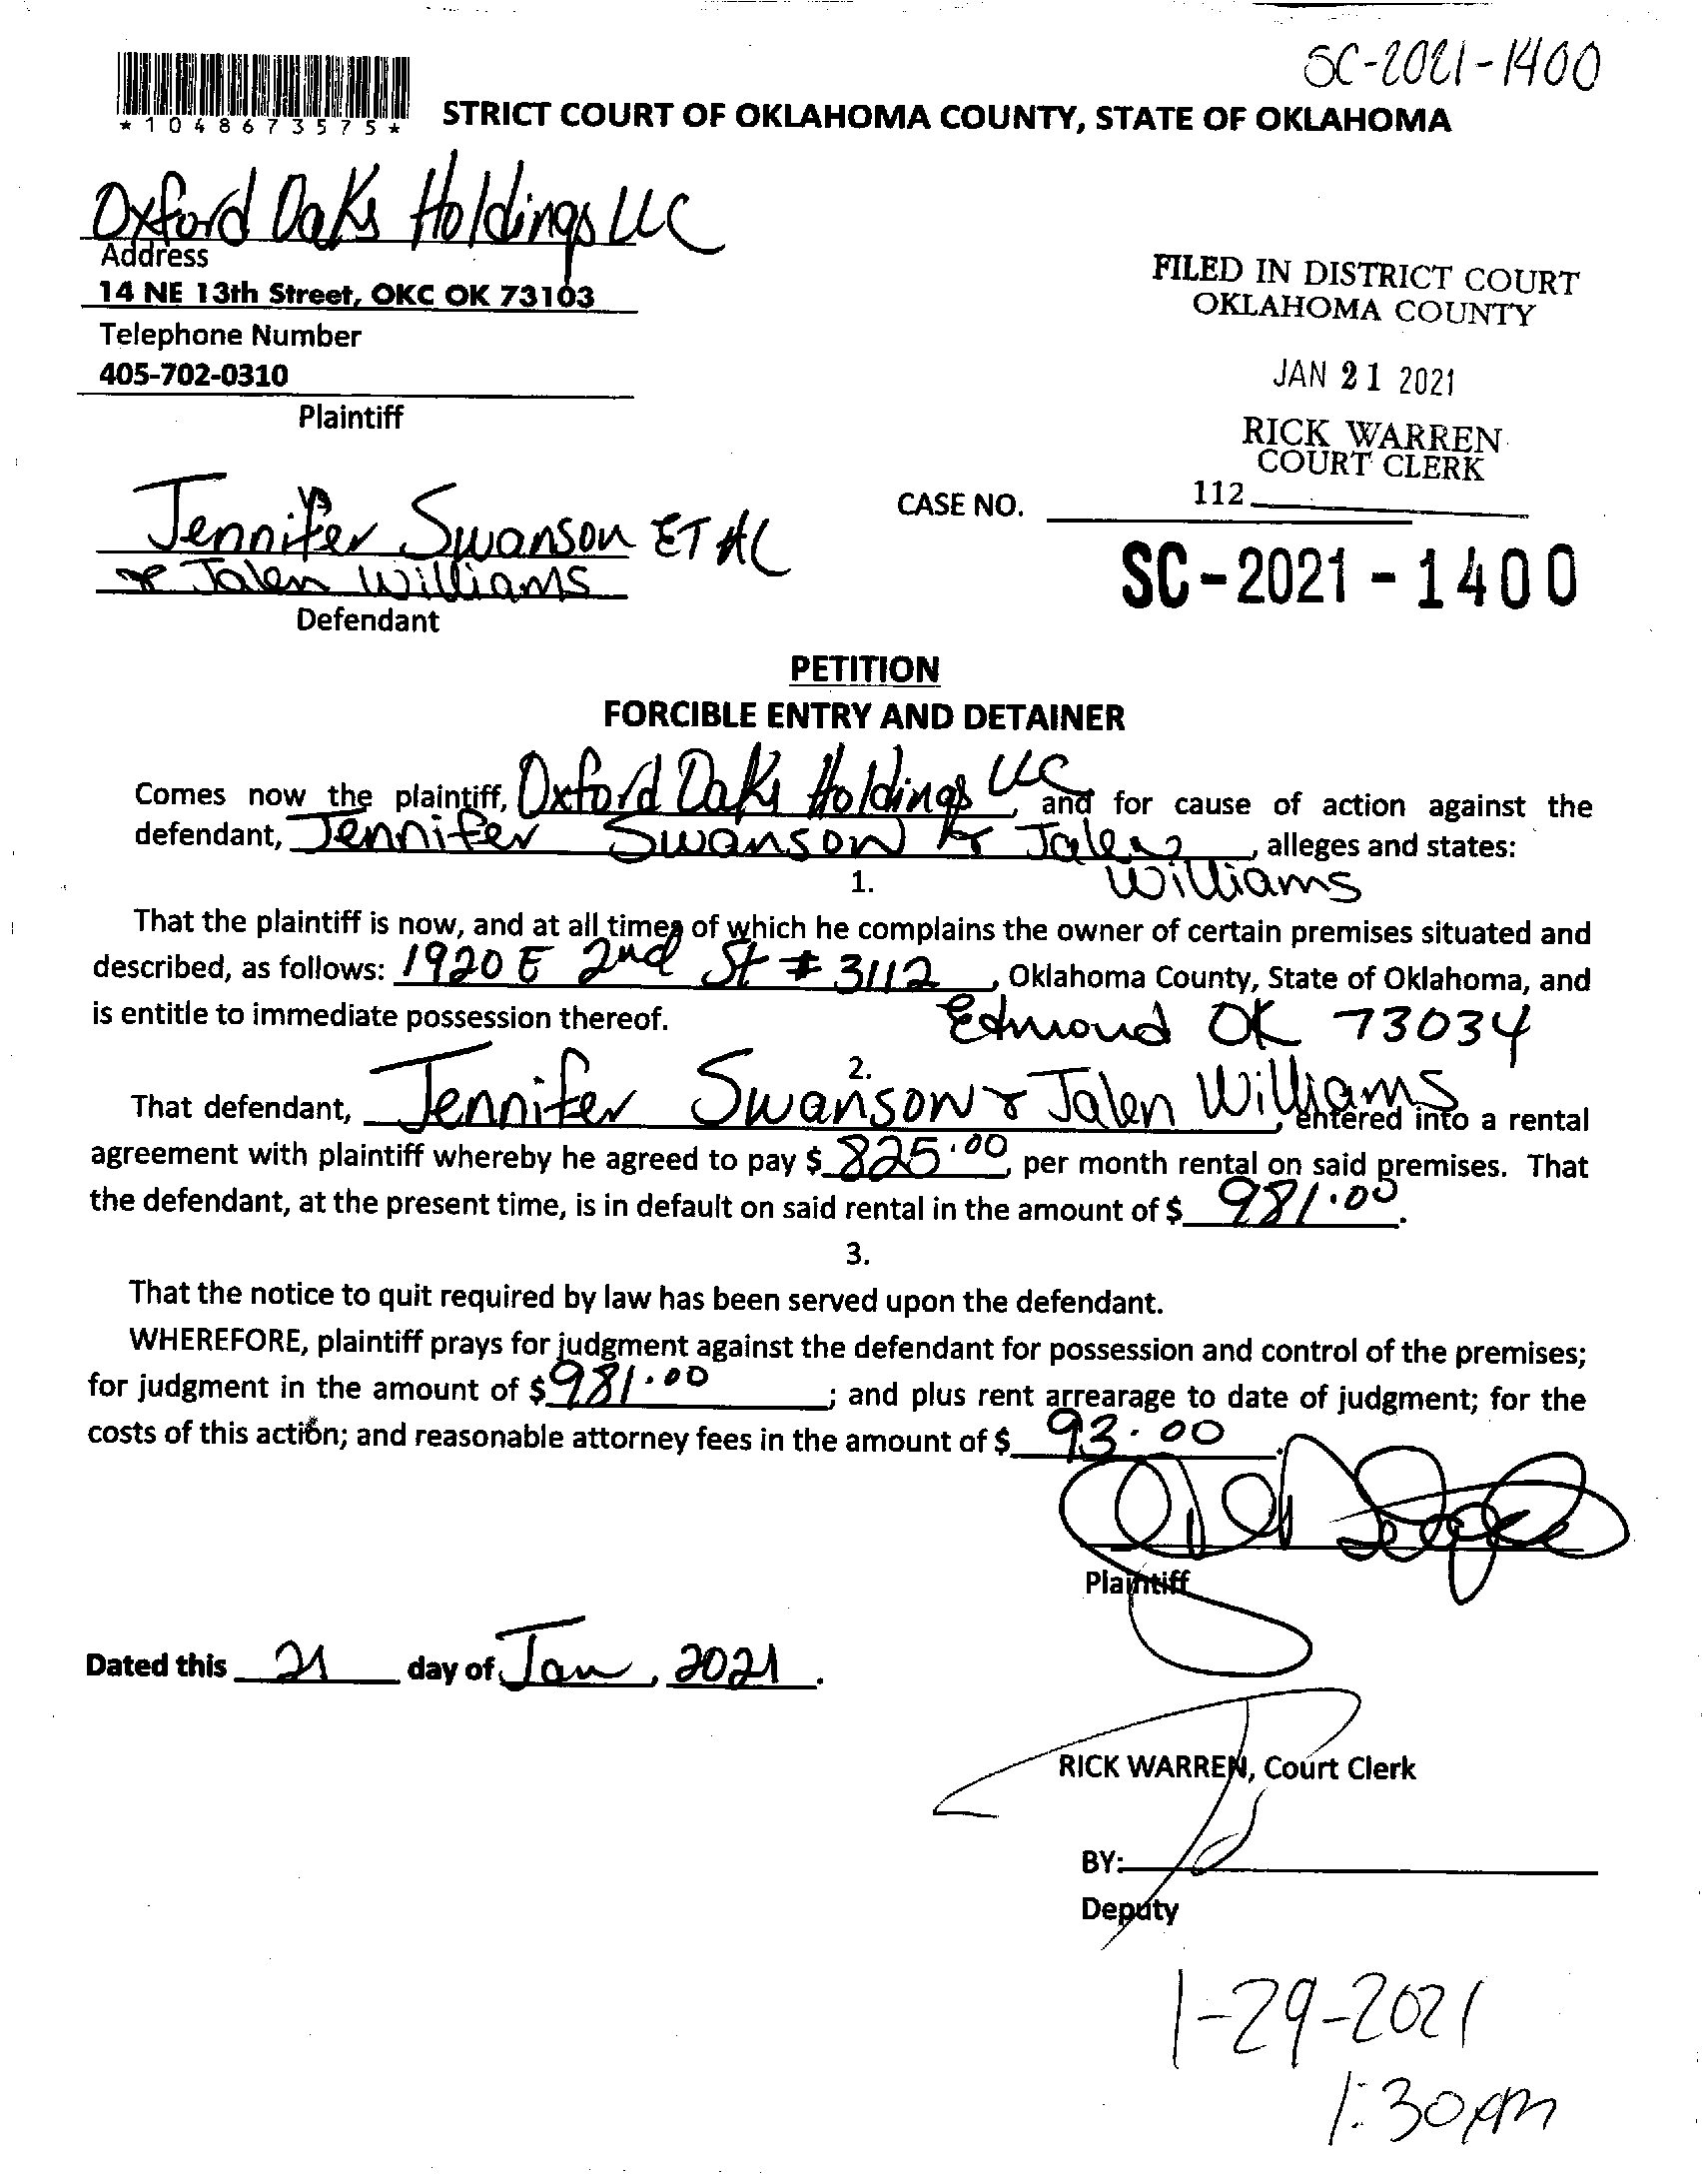 SC-2021-1400
*1048673575*
STRICT COURT OF OKLAHOMA COUNTY, STATE OF OKLAHOMA
Oxford Oaks Holdings LLC
Address
14 NE 13th Street, OKC OK 73103
Telephone Number
405-702-0310
Plaintiff
FILED IN DISTRICT COURT
OKLAHOMA COUNTY
JAN 21 2021
RICK WARREN
COURT CLERK
112
vs
Jennifer Swanson ET AL
& Jalen Williams
Defendant
CASE NO.
SC-2021-1400
PETITION
FORCIBLE ENTRY AND DETAINER
Comes now the plaintiff, Oxford Oaks Holdings LLC, and for cause of action against the
defendant, Jennifer Swanson & Jalen Williams, alleges and states:
1.
That the plaintiff is now, and at all times of which he complains the owner of certain premises situated and
described, as follows: 1920 E 2nd St # 3112, Oklahoma County, State of Oklahoma, and
is entitle to immediate possession thereof. Edmond OK 73034
2.
That defendant, Jennifer Swanson & Jalen Williams, entered into a rental
agreement with plaintiff whereby he agreed to pay $ 825.00, per month rental on said premises. That
the defendant, at the present time, is in default on said rental in the amount of $ 981.00.
3.
That the notice to quit required by law has been served upon the defendant.
WHEREFORE, plaintiff prays for judgment against the defendant for possession and control of the premises;
for judgment in the amount of $ 981.00; and plus rent arrearage to date of judgment; for the
costs of this action; and reasonable attorney fees in the amount of $ 93.00.
Plaintiff
Dated this 21 day of Jan, 2021.
RICK WARREN, Court Clerk
BY:
Deputy
1-29-2021
1:30pm